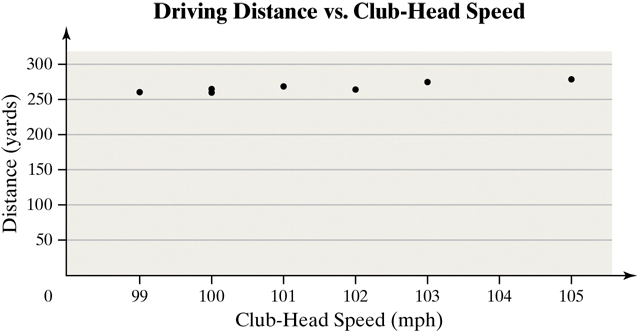 Driving Distance vs. Club-Head Speed
300
250
200
150
100
50
0
99 100 101 102 103 104 105
Distance (yards)
Club-Head Speed (mph)